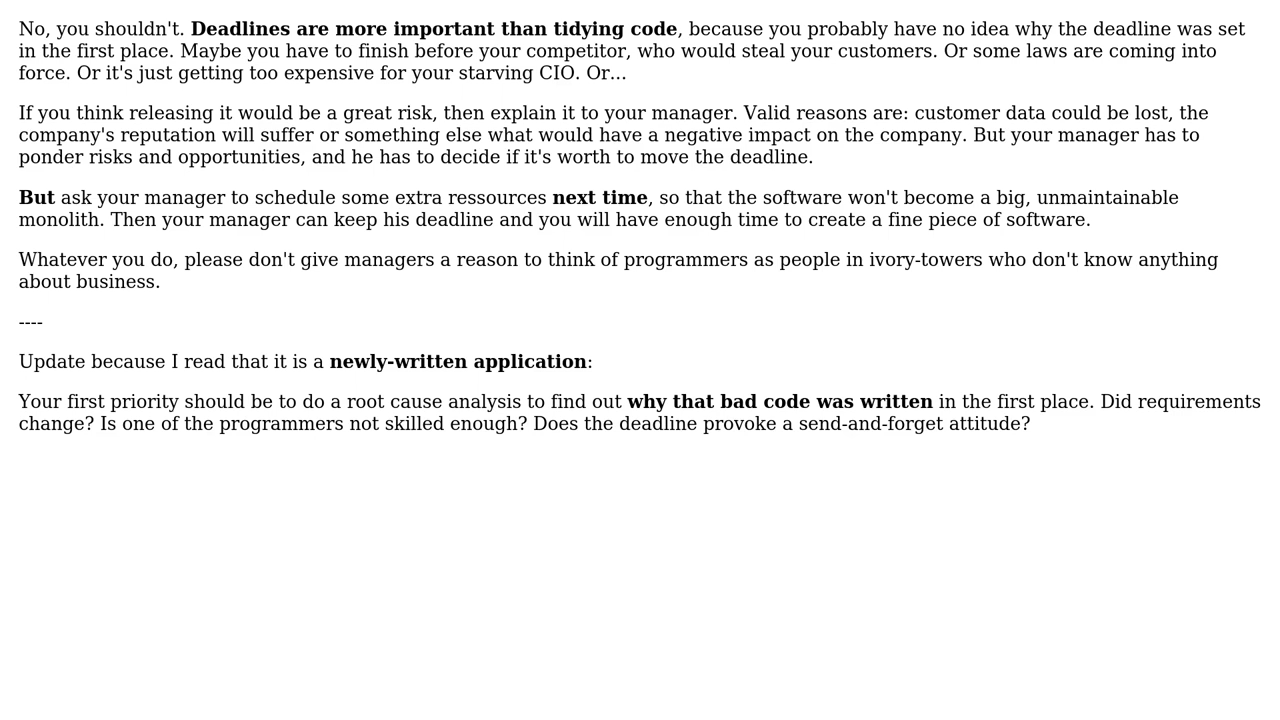 No, you shouldn't. Deadlines are more important than tidying code, because you probably have no idea why the deadline was set
in the first place. Maybe you have to finish before your competitor, who would steal your customers. Or some laws are coming into
force. Or it's just getting too expensive for your starving CIO. Or...
If you think releasing it would be a great risk, then explain it to your manager. Valid reasons are: customer data could be lost, the
company's reputation will suffer or something else what would have a negative impact on the company. But your manager has to
ponder risks and opportunities, and he has to decide if it's worth to move the deadline.
But ask your manager to schedule some extra ressources next time, so that the software won't become a big, unmaintainable
monolith. Then your manager can keep his deadline and you will have enough time to create a fine piece of software.
Whatever you do, please don't give managers a reason to think of programmers as people in ivory-towers who don't know anything
about business.
----
Update because I read that it is a newly-written application:
Your first priority should be to do a root cause analysis to find out why that bad code was written in the first place. Did requirements
change? Is one of the programmers not skilled enough? Does the deadline provoke a send-and-forget attitude?